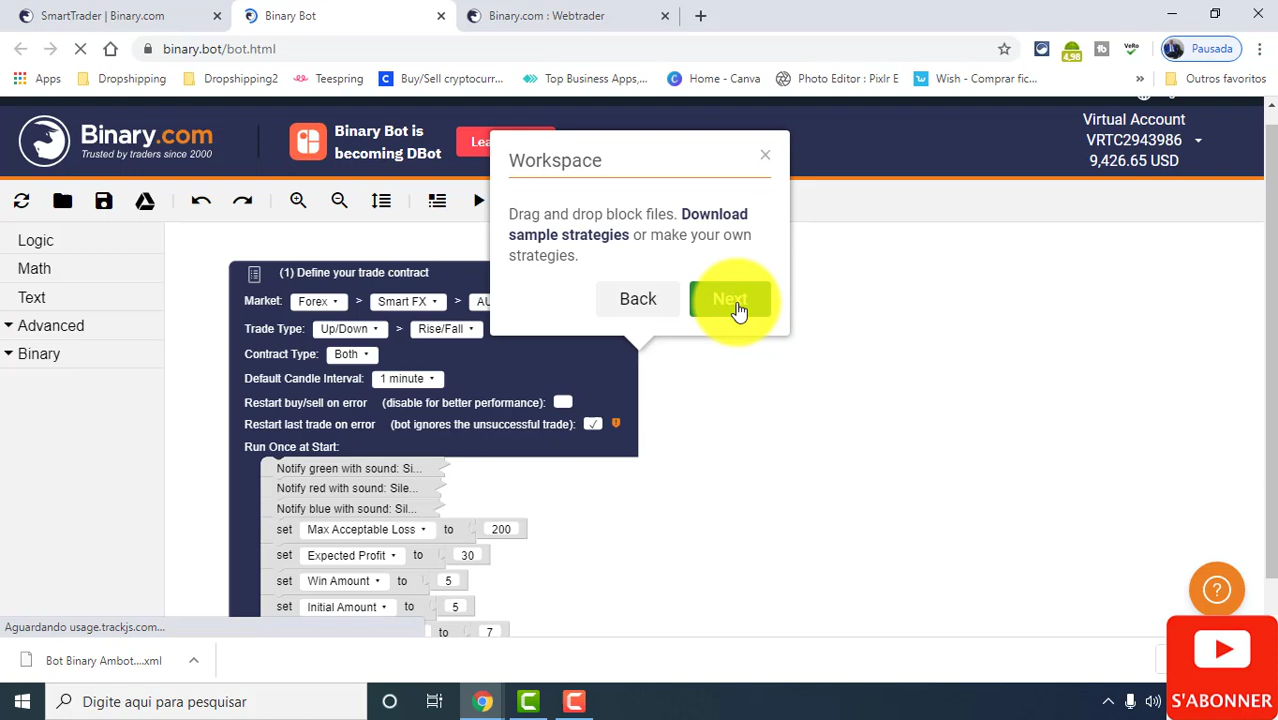 SmartTrader | Binary.com
Binary Bot
Binary.com : Webtrader
binary.bot/bot.html
4,98
VeRo
Pausada
Apps
Dropshipping
Dropshipping2
Teespring
Buy/Sell cryptocurr...
Top Business Apps,...
Home - Canva
Photo Editor : Pixlr E
Wish - Comprar fic...
Outros favoritos
Binary.com
Trusted by traders since 2000
Binary Bot is
becoming DBot
Virtual Account
VRTC2943986
9,426.65 USD
Workspace
Drag and drop block files. Download
sample strategies or make your own
strategies.
Back
Next
Logic
Math
Text
Advanced
Binary
(1) Define your trade contract
Market: Forex > Smart FX > AU
Trade Type: Up/Down > Rise/Fall
Contract Type: Both
Default Candle Interval: 1 minute
Restart buy/sell on error (disable for better performance):
Restart last trade on error (bot ignores the unsuccessful trade):
Run Once at Start:
Notify green with sound: Si...
Notify red with sound: Sile...
Notify blue with sound: Sil...
set Max Acceptable Loss to 200
set Expected Profit to 30
set Win Amount to 5
set Initial Amount to 5
to 7
Aguardando usage.trackjs.com...
Bot Binary Ambot....xml
Digite aqui para pesquisar
S'ABONNER